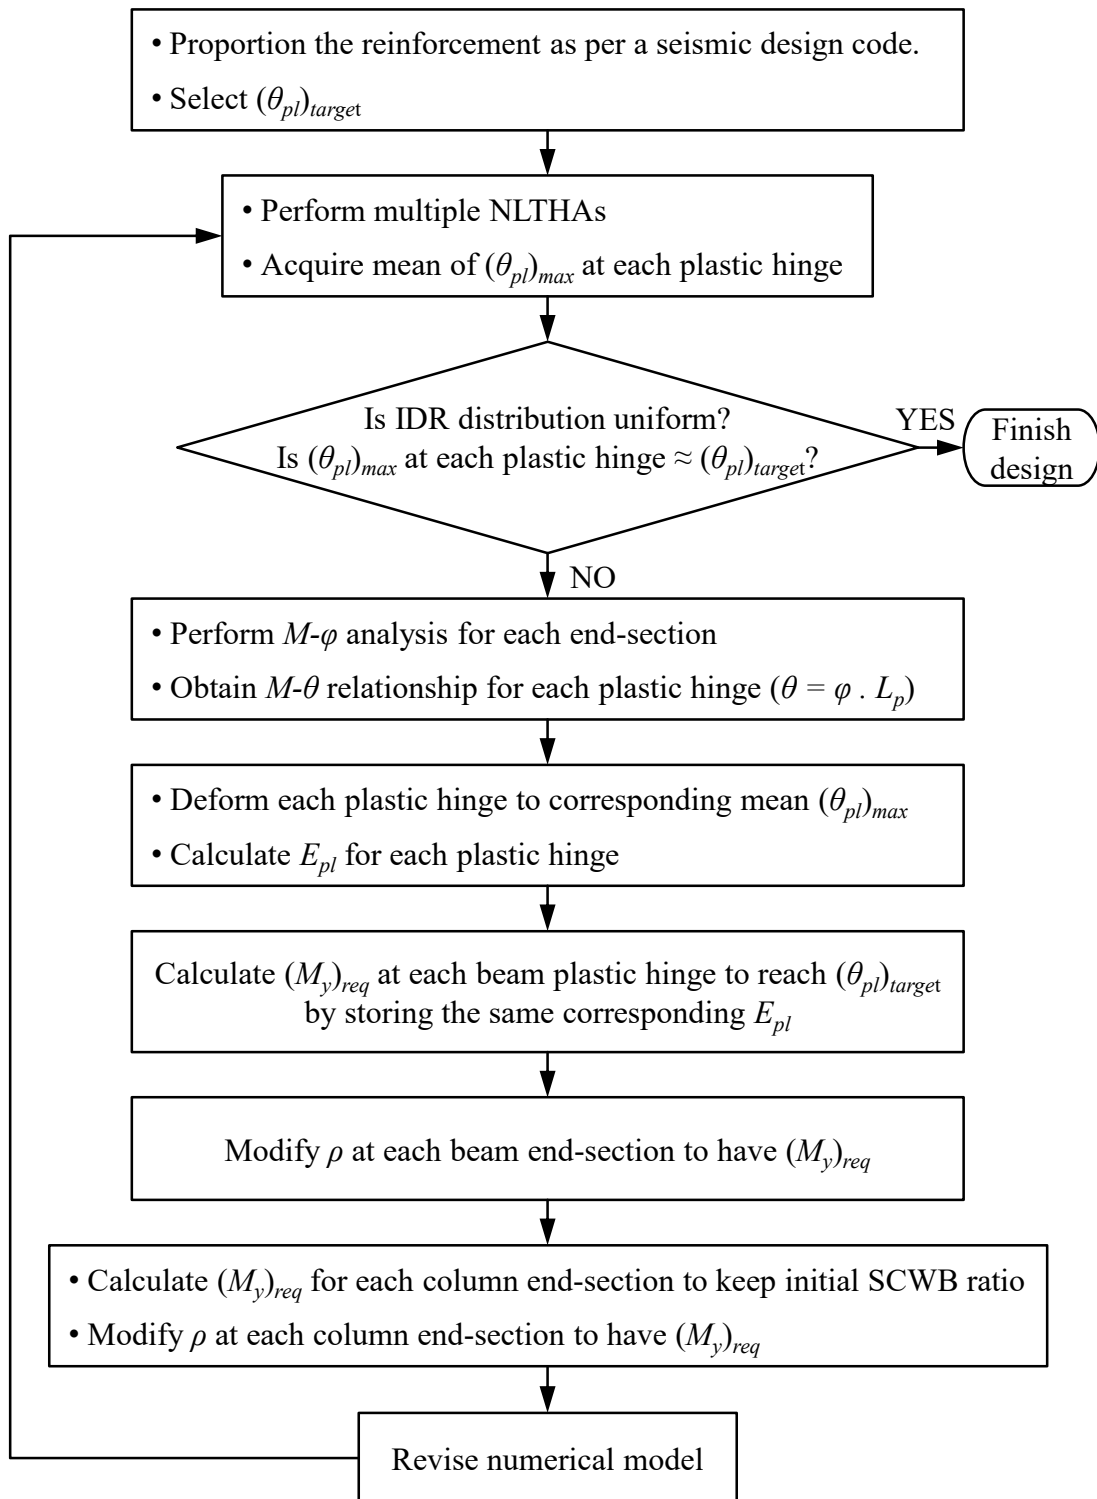 • Proportion the reinforcement as per a seismic design code.
• Select (θpl)target
• Perform multiple NLTHAs
• Acquire mean of (θpl)max at each plastic hinge
Is IDR distribution uniform?
Is (θpl)max at each plastic hinge ≈ (θpl)target?
YES
Finish
design
NO
• Perform M-φ analysis for each end-section
• Obtain M-θ relationship for each plastic hinge (θ = φ . Lp)
• Deform each plastic hinge to corresponding mean (θpl)max
• Calculate Epl for each plastic hinge
Calculate (My)req at each beam plastic hinge to reach (θpl)target
by storing the same corresponding Epl
Modify ρ at each beam end-section to have (My)req
• Calculate (My)req for each column end-section to keep initial SCWB ratio
• Modify ρ at each column end-section to have (My)req
Revise numerical model